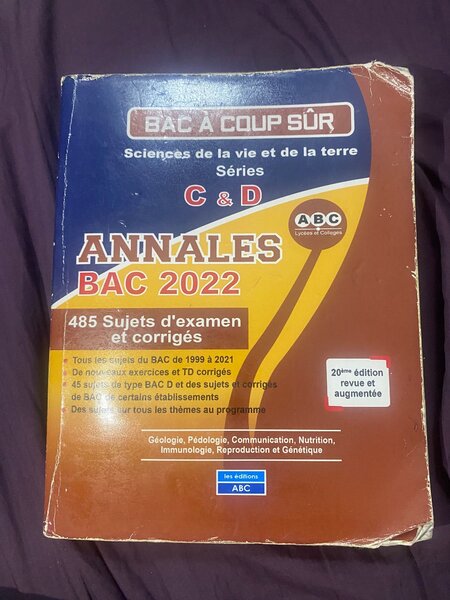 BAC À COUP SÛR
Sciences de la vie et de la terre
Séries
C & D
ABC
Lycées et Collèges
ANNALES
BAC 2022
485 Sujets d'examen
et corrigés
• Tous les sujets du BAC de 1999 à 2021
• De nouveaux exercices et TD corrigés
• 45 sujets de type BAC D et des sujets et corrigés
de BAC de certains établissements
• Des sujets sur tous les thèmes au programme
20ème édition
revue et
augmentée
Géologie, Pédologie, Communication, Nutrition,
Immunologie, Reproduction et Génétique
les éditions
ABC